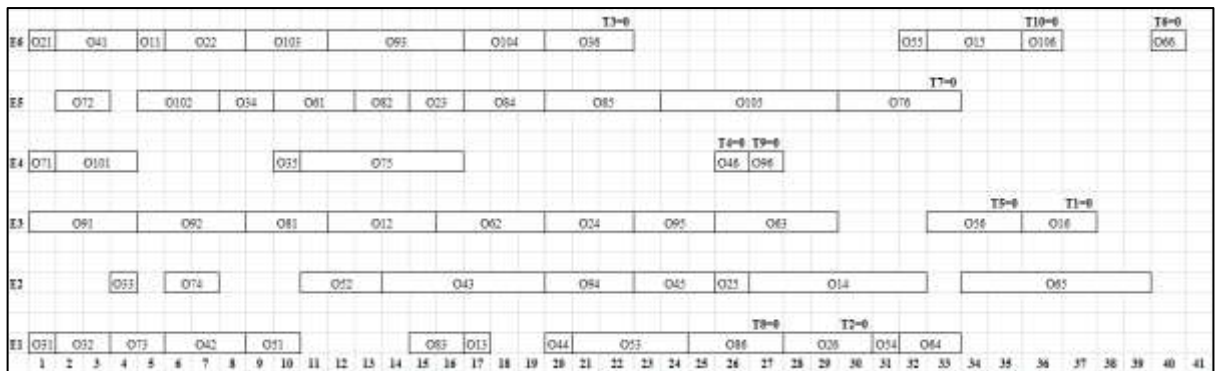 T3=0 T10=0 T6=0
E6 O21 O41 O11 O22 O103 O93 O104 O36 O55 O15 O106 O66
T7=0
E5 O72 O102 O34 O61 O82 O23 O84 O85 O105 O76
T4=0 T9=0
E4 O71 O101 O35 O75 O46 O96
T5=0 T1=0
E3 O91 O92 O81 O12 O62 O24 O95 O63 O56 O16
E2 O33 O74 O52 O43 O94 O45 O25 O14 O65
T8=0 T2=0
E1 O31 O32 O73 O42 O51 O83 O13 O44 O53 O86 O26 O54 O64
1 2 3 4 5 6 7 8 9 10 11 12 13 14 15 16 17 18 19 20 21 22 23 24 25 26 27 28 29 30 31 32 33 34 35 36 37 38 39 40 41